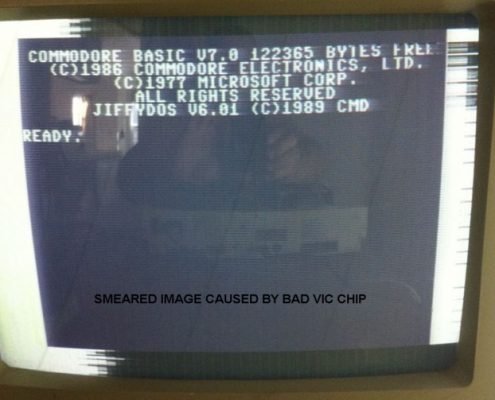 COMMODORE BASIC V7.0 122365 BYTES FREE
(C)1986 COMMODORE ELECTRONICS, LTD.
(C)1977 MICROSOFT CORP.
ALL RIGHTS RESERVED
JIFFYDOS V6.01 (C)1989 CMD
READY.
SMEARED IMAGE CAUSED BY BAD VIC CHIP